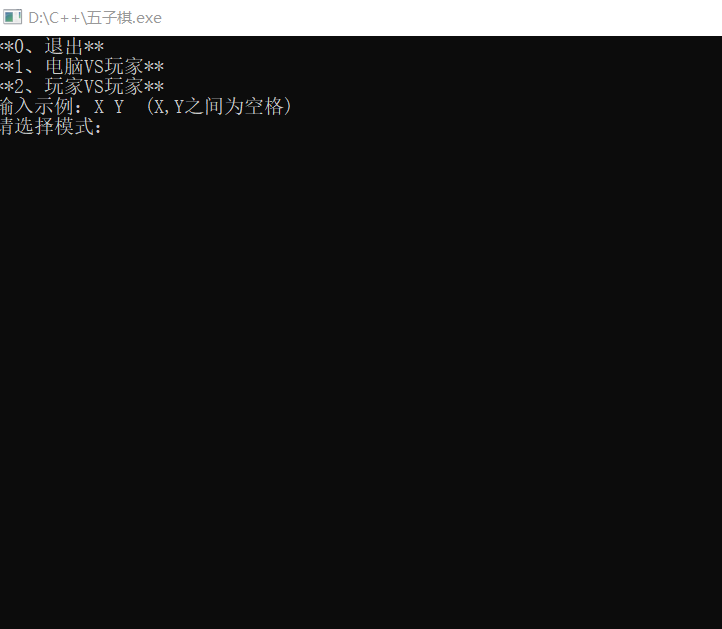 D:\C++\五子棋.exe
**0、退出**
**1、电脑VS玩家**
**2、玩家VS玩家**
输入示例：X Y  (X,Y之间为空格)
请选择模式：